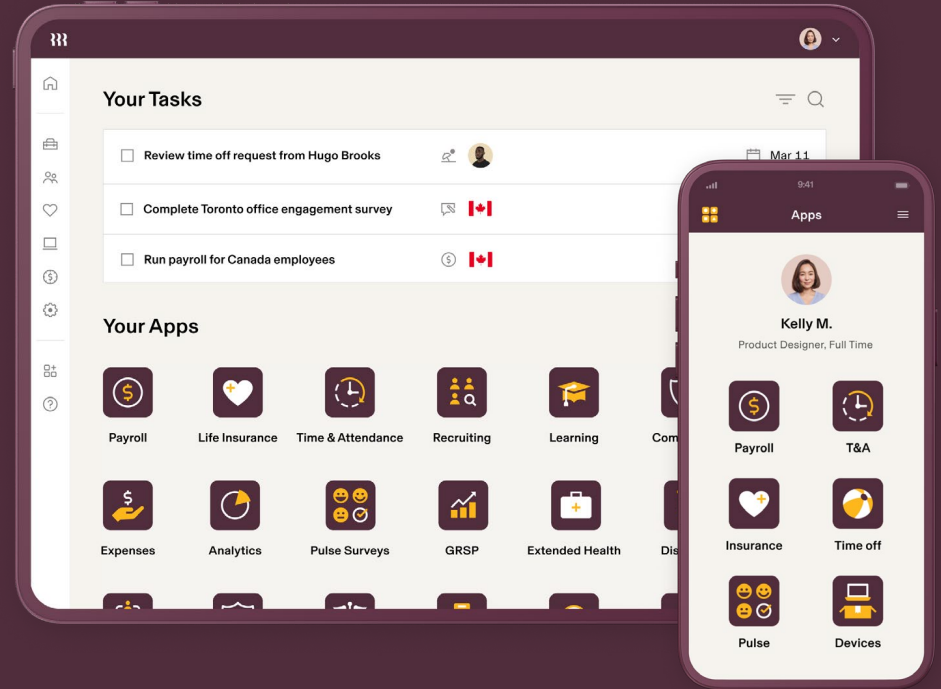 Your Tasks
Review time off request from Hugo Brooks
Mar 11
Complete Toronto office engagement survey
Run payroll for Canada employees
Your Apps
Payroll
Life Insurance
Time & Attendance
Recruiting
Learning
Com
Expenses
Analytics
Pulse Surveys
GRSP
Extended Health
Dis
9:41
Apps
Kelly M.
Product Designer, Full Time
Payroll
T&A
Insurance
Time off
Pulse
Devices